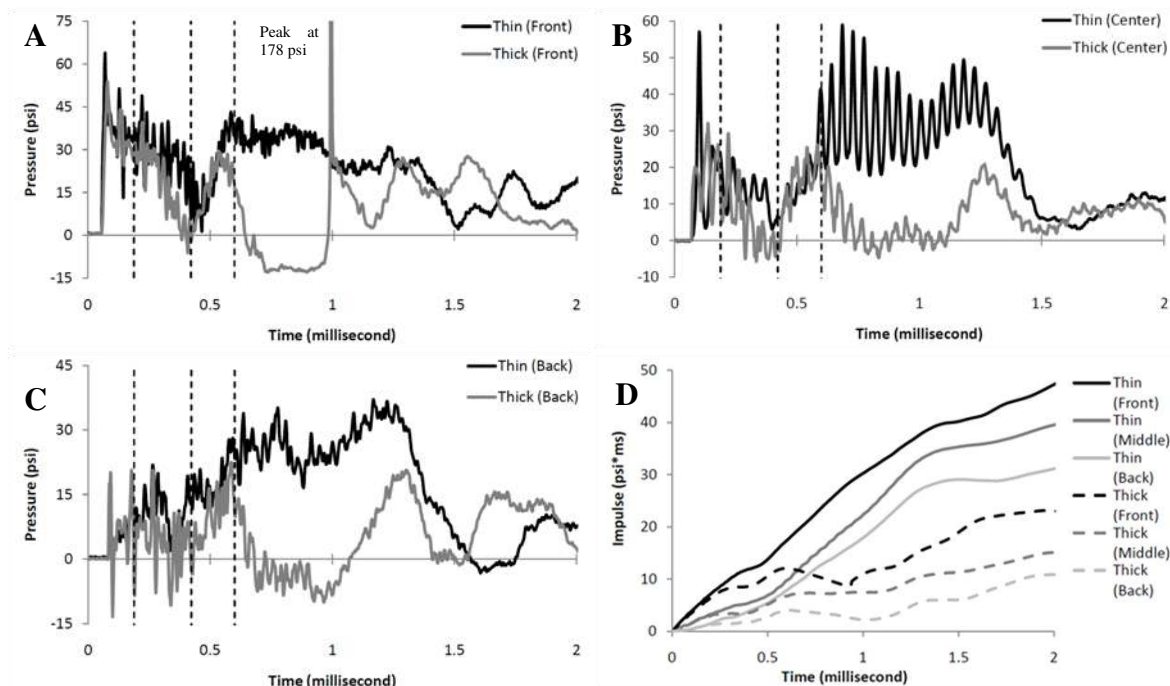 A
Peak at
178 psi
Thin (Front)
Thick (Front)
Pressure (psi)
75
60
45
30
15
0
-15
0
0.5
1
1.5
2
Time (millisecond)
B
Thin (Center)
Thick (Center)
Pressure (psi)
60
50
40
30
20
10
0
-10
0
0.5
1
1.5
2
Time (millisecond)
C
Thin (Back)
Thick (Back)
Pressure (psi)
45
30
15
0
-15
0
0.5
1
1.5
2
Time (millisecond)
D
Impulse (psi*ms)
50
40
30
20
10
0
0
0.5
1
1.5
2
Time (millisecond)
Thin
(Front)
Thin
(Middle)
Thin
(Back)
Thick
(Front)
Thick
(Middle)
Thick
(Back)